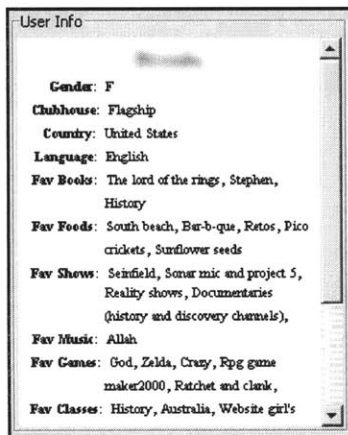 User Info
Gender: F
Clubhouse: Flagship
Country: United States
Language: English
Fav Books: The lord of the rings, Stephen,
History
Fav Foods: South beach, Bar-b-que, Retos, Pico
crickets, Sunflower seeds
Fav Shows: Seinfield, Sonar mic and project 5,
Reality shows, Documentaries
(history and discovery channels),
Fav Music: Allah
Fav Games: God, Zelda, Crazy, Rpg game
maker2000, Ratchet and clank,
Fav Classes: History, Australia, Website girl's